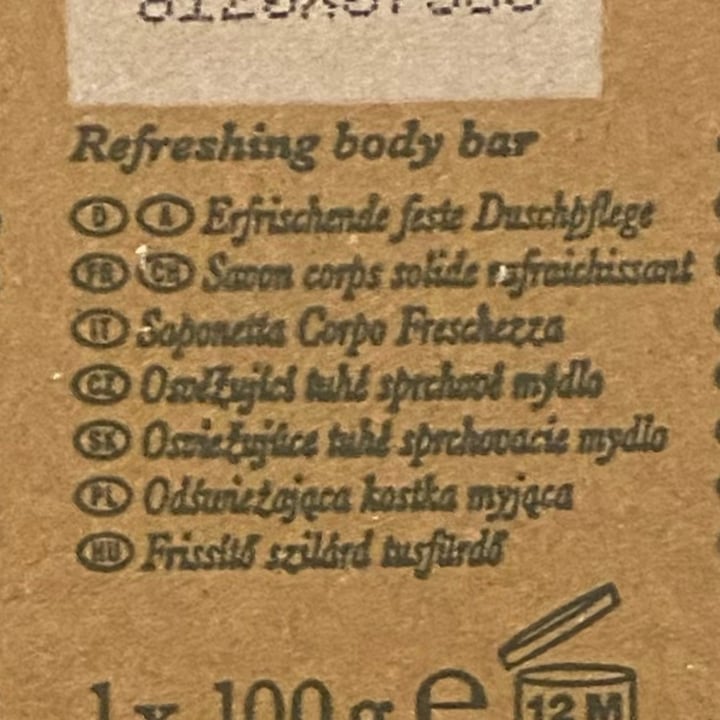 Refreshing body bar
D A Erfrischende feste Duschpflege
FR CH Savon corps solide rafraichissant
IT Saponetta Corpo Freschezza
CZ Osvěžující tuhé sprchové mýdlo
SK Osviežujúce tuhé sprchovacie mydlo
PL Odświeżająca kostka myjąca
HU Frissítő szilárd tusfürdő
1 x 100 g e 12 M